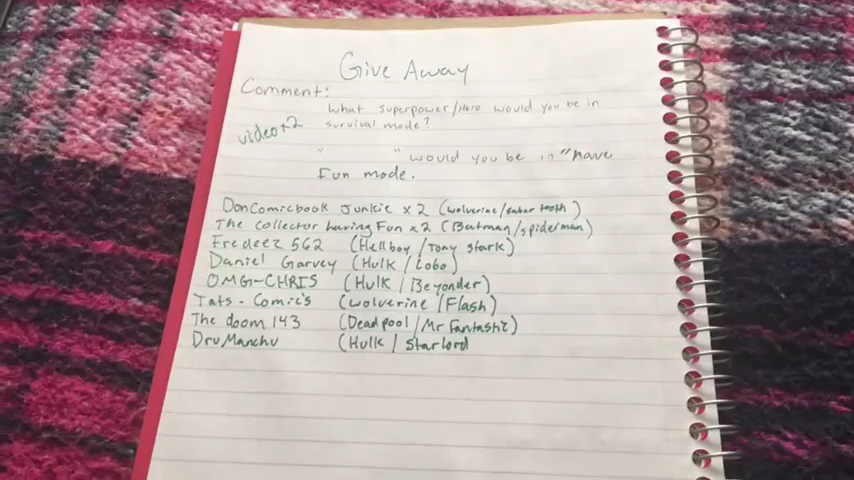 Give Away
Comment:
What superpower/Hero would you be in
survival mode?
video+2
" " would you be in "have
Fun mode.
DonComicbook Junkie x2 (wolverine/saber tooth)
The collector having Fun x2 (Batman/spiderman)
Fredeez 562 (Hellboy/Tony stark)
Daniel Garvey (Hulk/Lobo)
OMG-CHRIS (Hulk/Beyonder)
Tats-Comics (wolverine/Flash)
The doom 143 (Deadpool/Mr Fantastic)
DruManchu (Hulk/Starlord